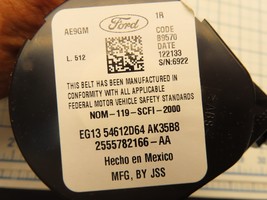 AE9GM
Ford
1R
L. 512
CODE
89570
DATE
122133
S/N:6922
THIS BELT HAS BEEN MANUFACTURED
IN CONFORMITY WITH ALL APPLICABLE
FEDERAL MOTOR VEHICLE SAFETY STANDARDS
NOM-119-SCFI-2000
EG13 54612D64 AK35B8
2555782166-AA
Hecho en Mexico
MFG, BY JSS